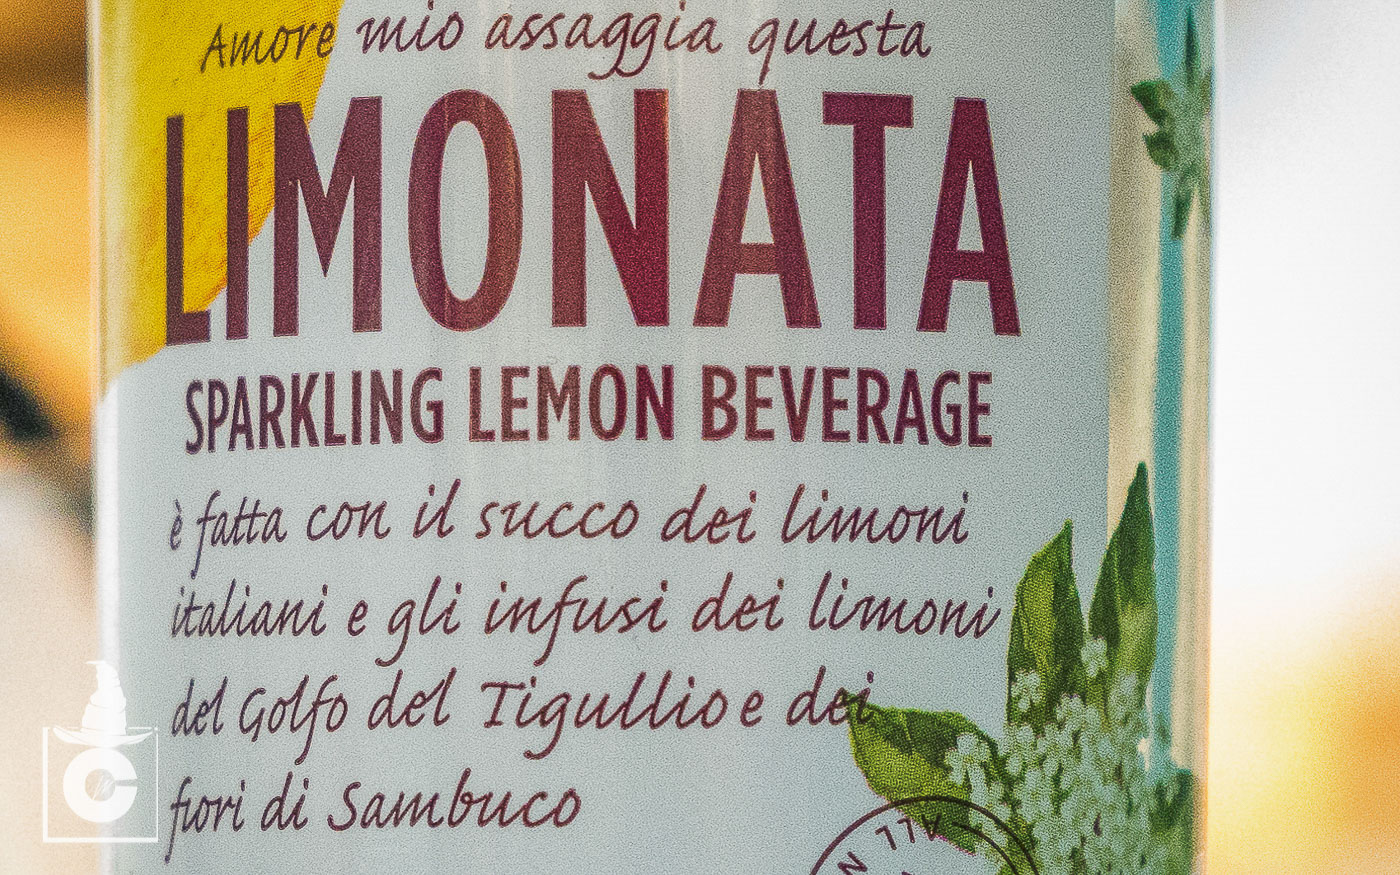 Amore mio assaggia questa
LIMONATA
SPARKLING LEMON BEVERAGE
è fatta con il succo dei limoni
italiani e gli infusi dei limoni
del Golfo del Tigullio e dei
fiori di Sambuco
ALL
C